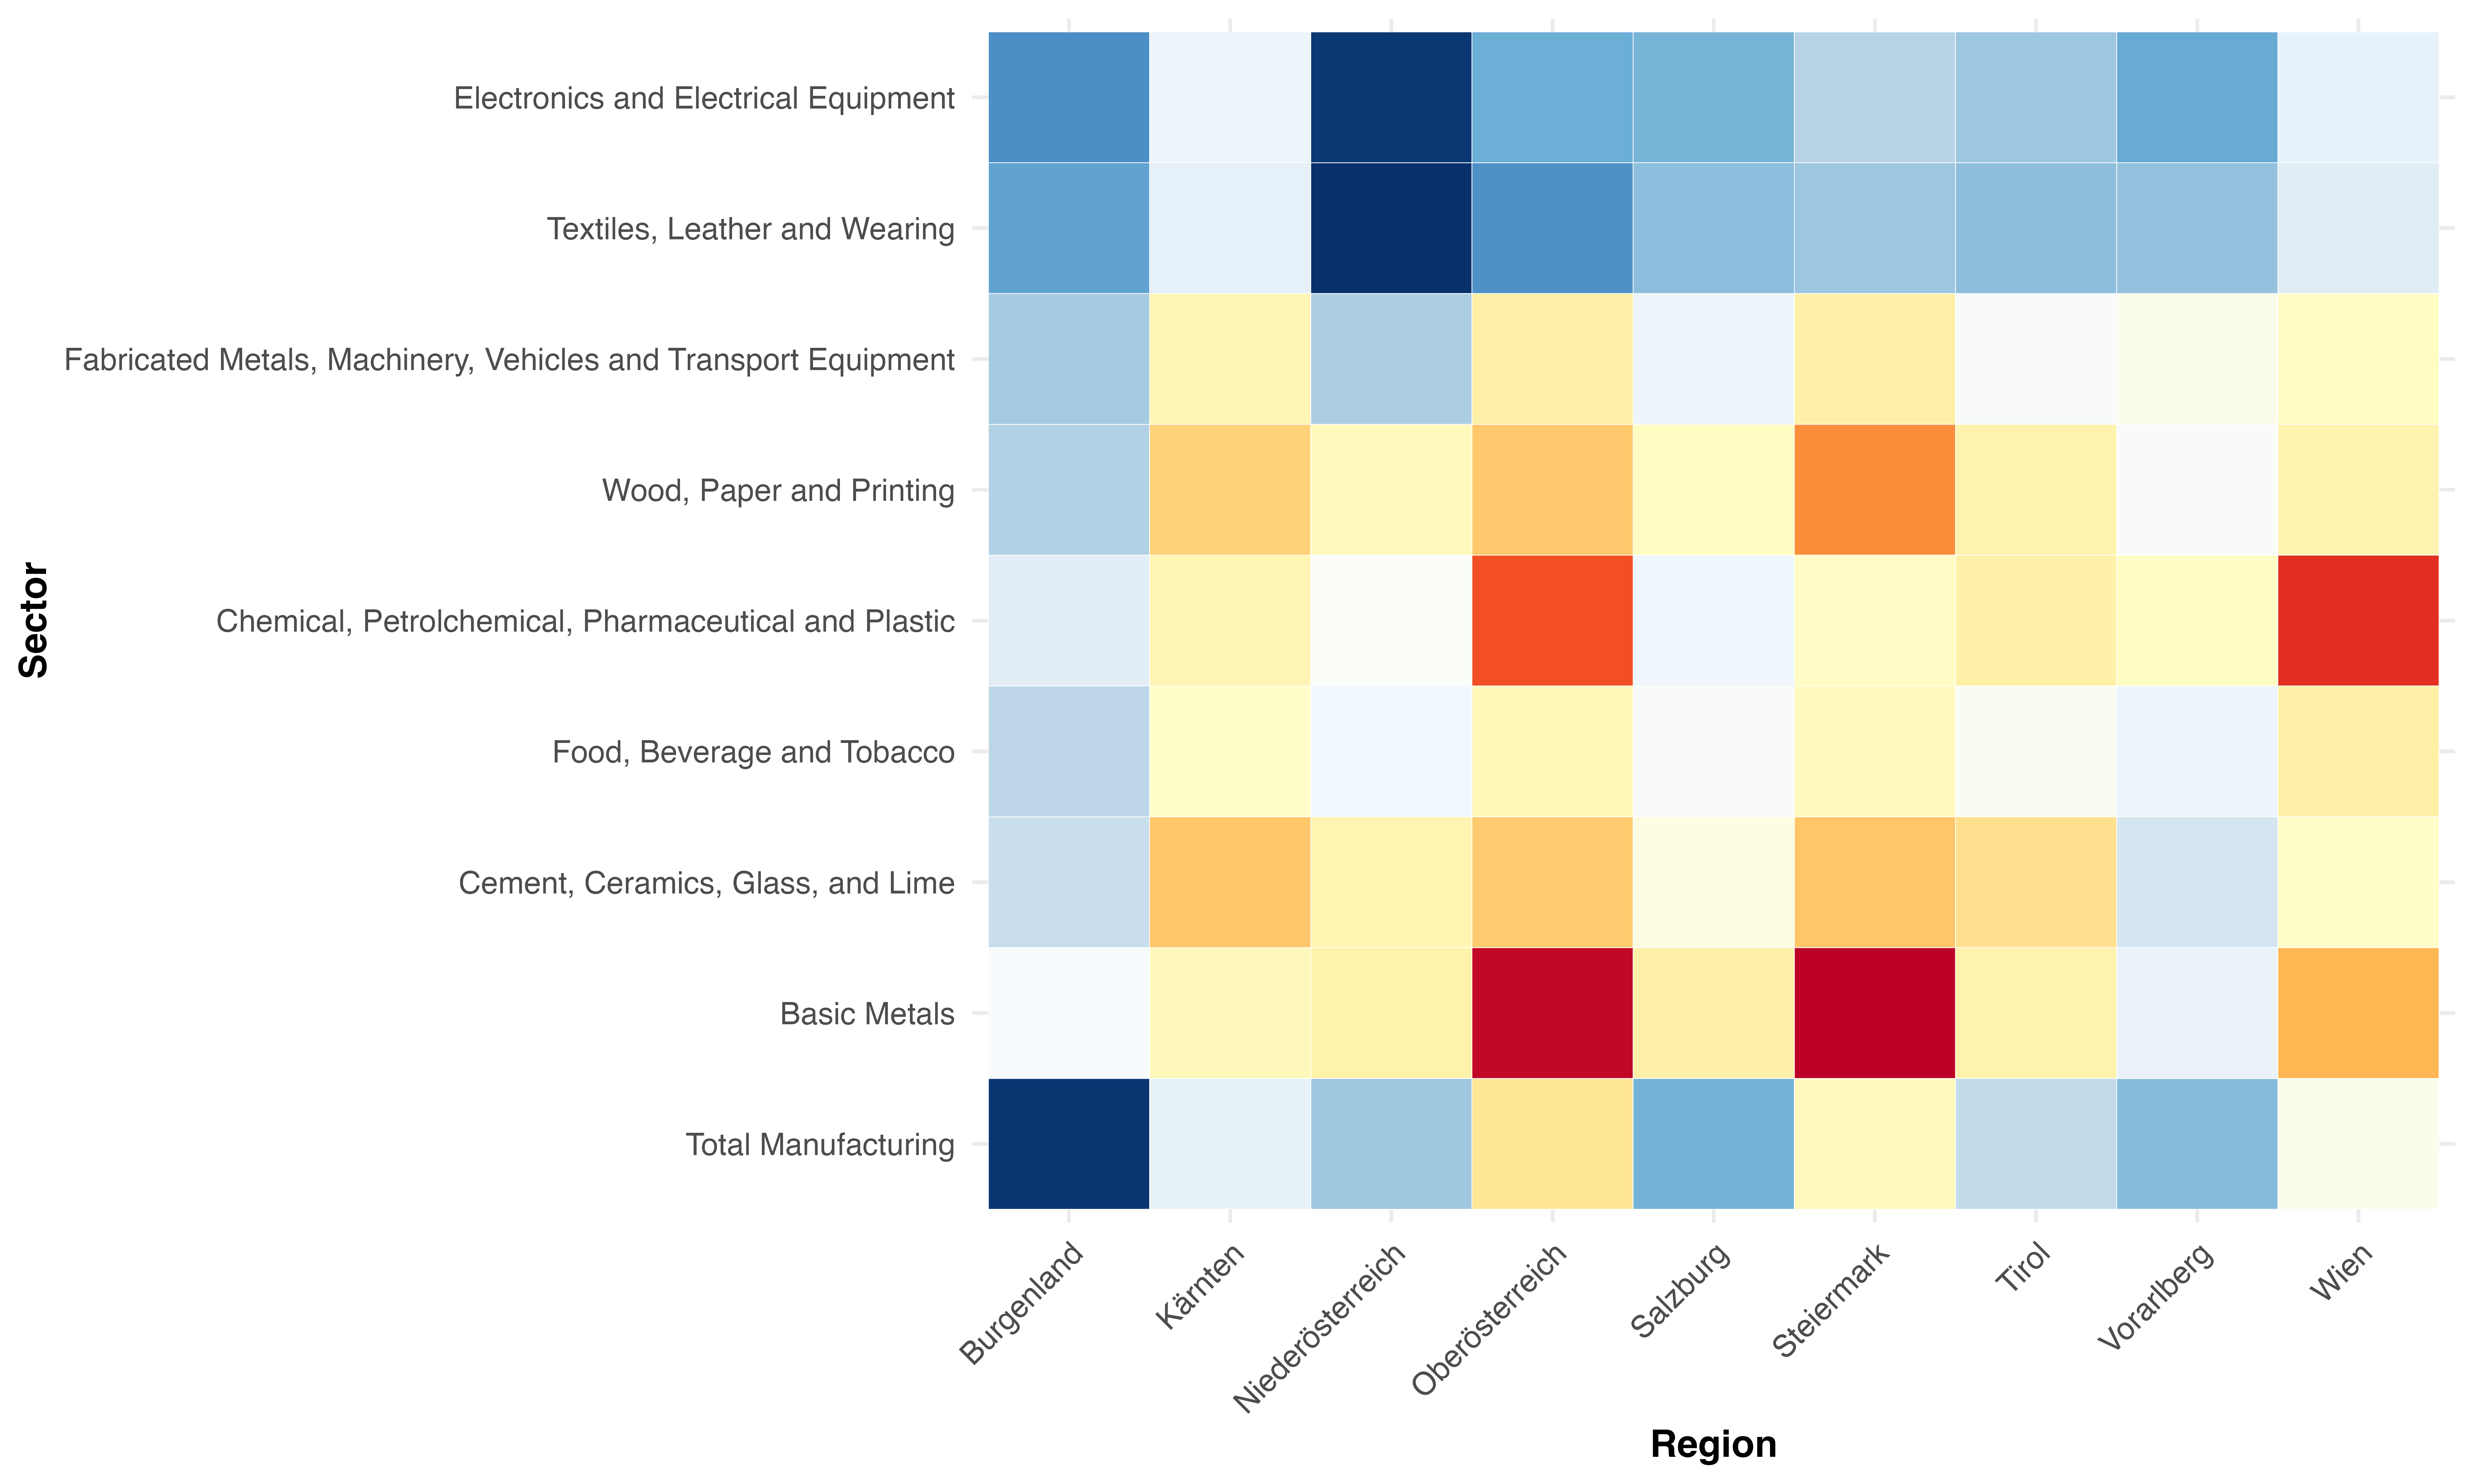 Electronics and Electrical Equipment
Textiles, Leather and Wearing
Fabricated Metals, Machinery, Vehicles and Transport Equipment
Wood, Paper and Printing
Chemical, Petrolchemical, Pharmaceutical and Plastic
Food, Beverage and Tobacco
Cement, Ceramics, Glass, and Lime
Basic Metals
Total Manufacturing
Sector
Burgenland
Kärnten
Niederösterreich
Oberösterreich
Salzburg
Steiermark
Tirol
Vorarlberg
Wien
Region